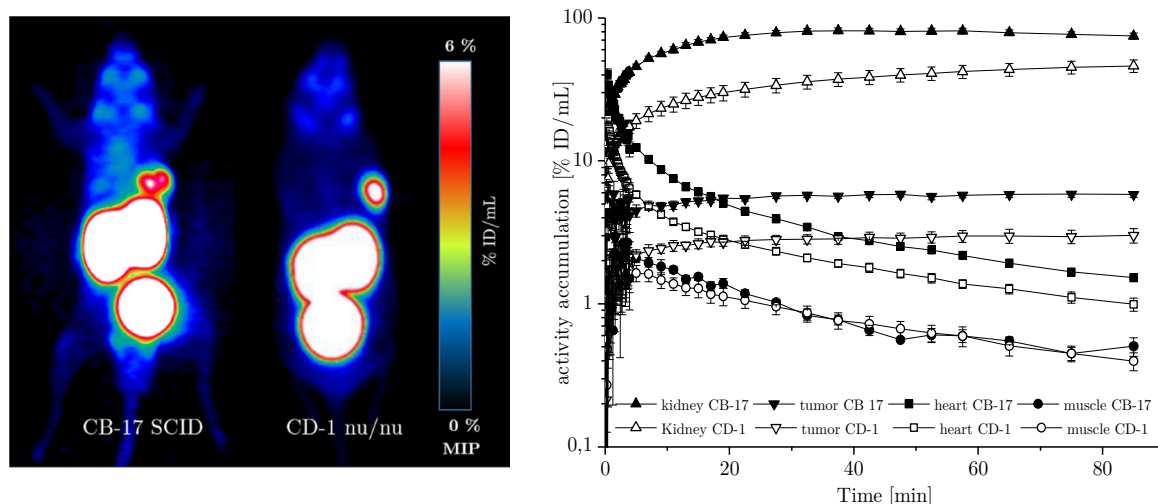 6 %
% ID/mL
0 %
MIP
CB-17 SCID
CD-1 nu/nu
100
10
1
0,1
activity accumulation [% ID/mL]
kidney CB-17
tumor CB 17
heart CB-17
muscle CB-17
Kidney CD-1
tumor CD-1
heart CD-1
muscle CD-1
0
20
40
60
80
Time [min]